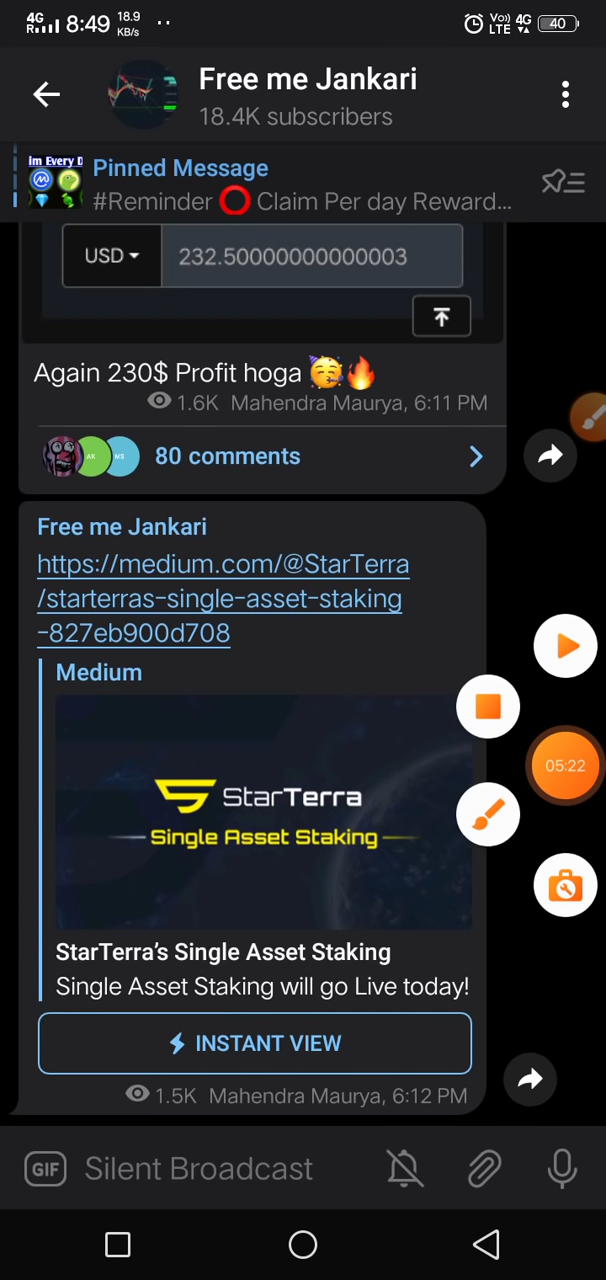 4G
R
8:49
18.9
KB/s
Vo)) 4G
LTE
40
Free me Jankari
18.4K subscribers
im Every D
Pinned Message
#Reminder ⭕ Claim Per day Reward...
USD
232.50000000000003
Again 230$ Profit hoga 🥳🔥
1.6K Mahendra Maurya, 6:11 PM
AK
MS
80 comments
Free me Jankari
https://medium.com/@StarTerra
/starterras-single-asset-staking
-827eb900d708
Medium
StarTerra
Single Asset Staking
05:22
StarTerra’s Single Asset Staking
Single Asset Staking will go Live today!
INSTANT VIEW
1.5K Mahendra Maurya, 6:12 PM
GIF
Silent Broadcast